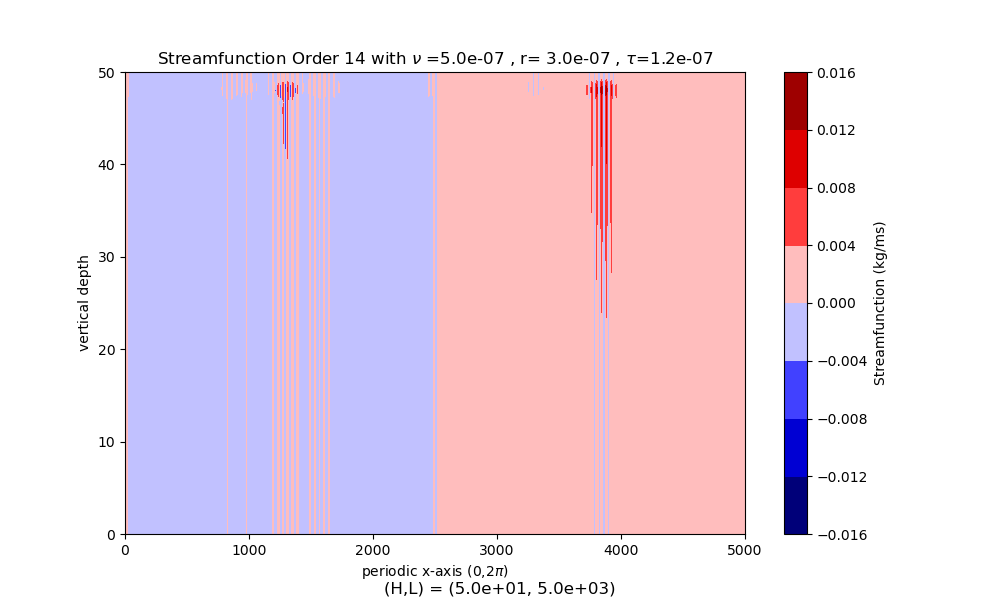 Streamfunction Order 14 with ν =5.0e-07 , r= 3.0e-07 , τ=1.2e-07
50
40
30
20
10
0
vertical depth
0 1000 2000 3000 4000 5000
periodic x-axis (0,2π)
(H,L) = (5.0e+01, 5.0e+03)
0.016
0.012
0.008
0.004
0.000
−0.004
−0.008
−0.012
−0.016
Streamfunction (kg/ms)